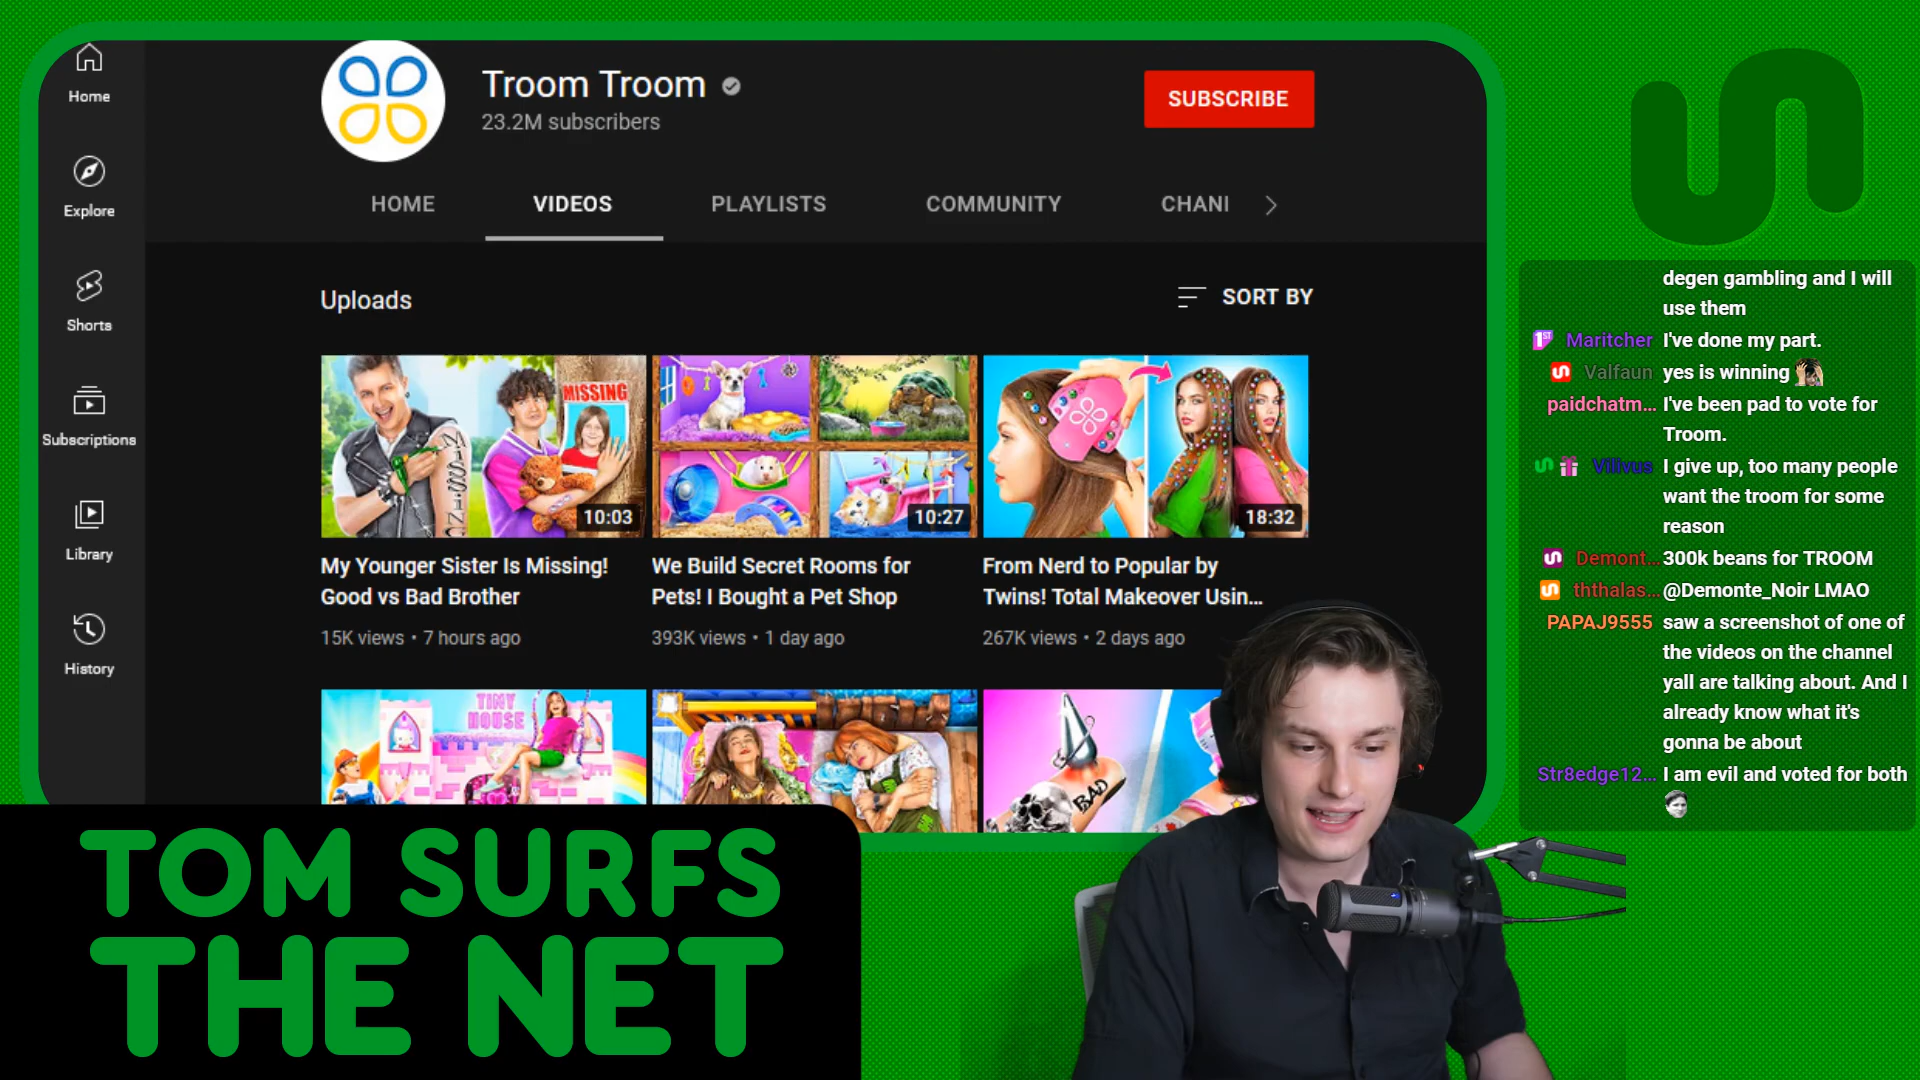 Home
Explore
Shorts
Subscriptions
Library
History
Troom Troom
23.2M subscribers
SUBSCRIBE
HOME
VIDEOS
PLAYLISTS
COMMUNITY
CHANI
Uploads
SORT BY
MISSING
MISSING
10:03
10:27
18:32
My Younger Sister Is Missing!
Good vs Bad Brother
15K views • 7 hours ago
We Build Secret Rooms for
Pets! I Bought a Pet Shop
393K views • 1 day ago
From Nerd to Popular by
Twins! Total Makeover Usin...
267K views • 2 days ago
TINY
HOUSE
BAD
TOM SURFS
THE NET
degen gambling and I will
use them
1ST Maritcher I've done my part.
Valfaun yes is winning
paidchatm... I've been pad to vote for
Troom.
Vilivus I give up, too many people
want the troom for some
reason
Demont... 300k beans for TROOM
ththalas... @Demonte_Noir LMAO
PAPAJ9555 saw a screenshot of one of
the videos on the channel
yall are talking about. And I
already know what it's
gonna be about
Str8edge12... I am evil and voted for both